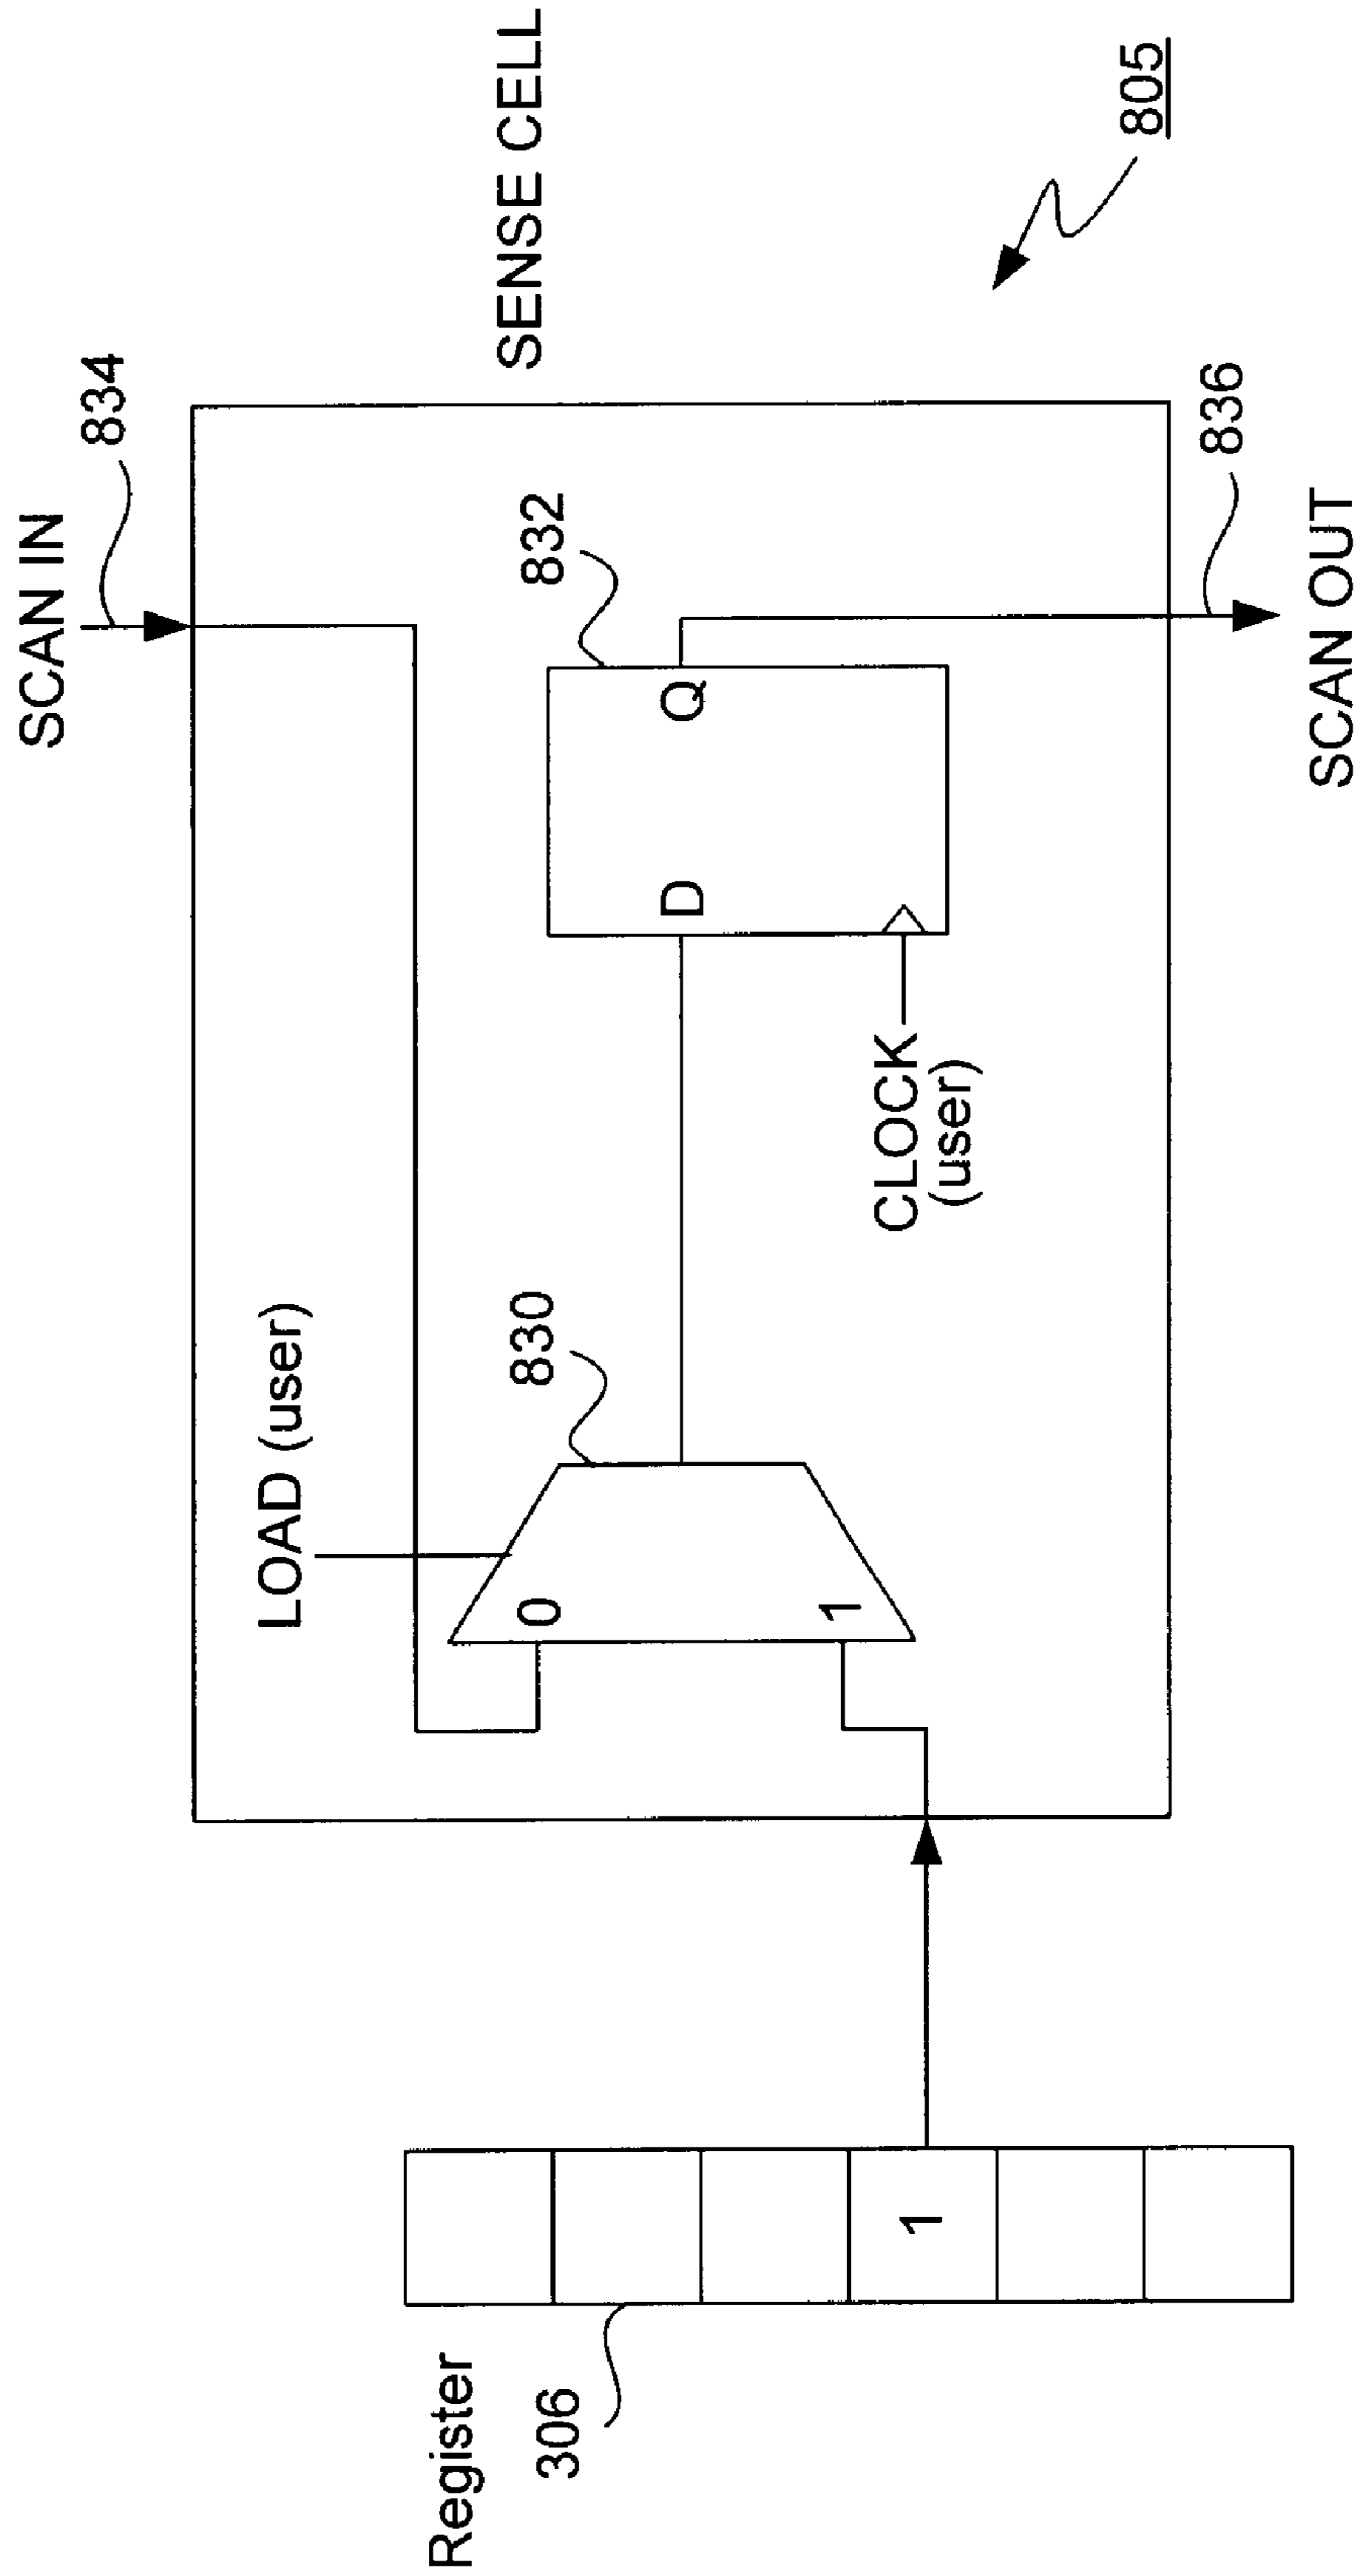 SCAN IN
834
LOAD (user)
Register
306
0
830
832
SENSE CELL
D
Q
1
1
CLOCK
(user)
805
836
SCAN OUT